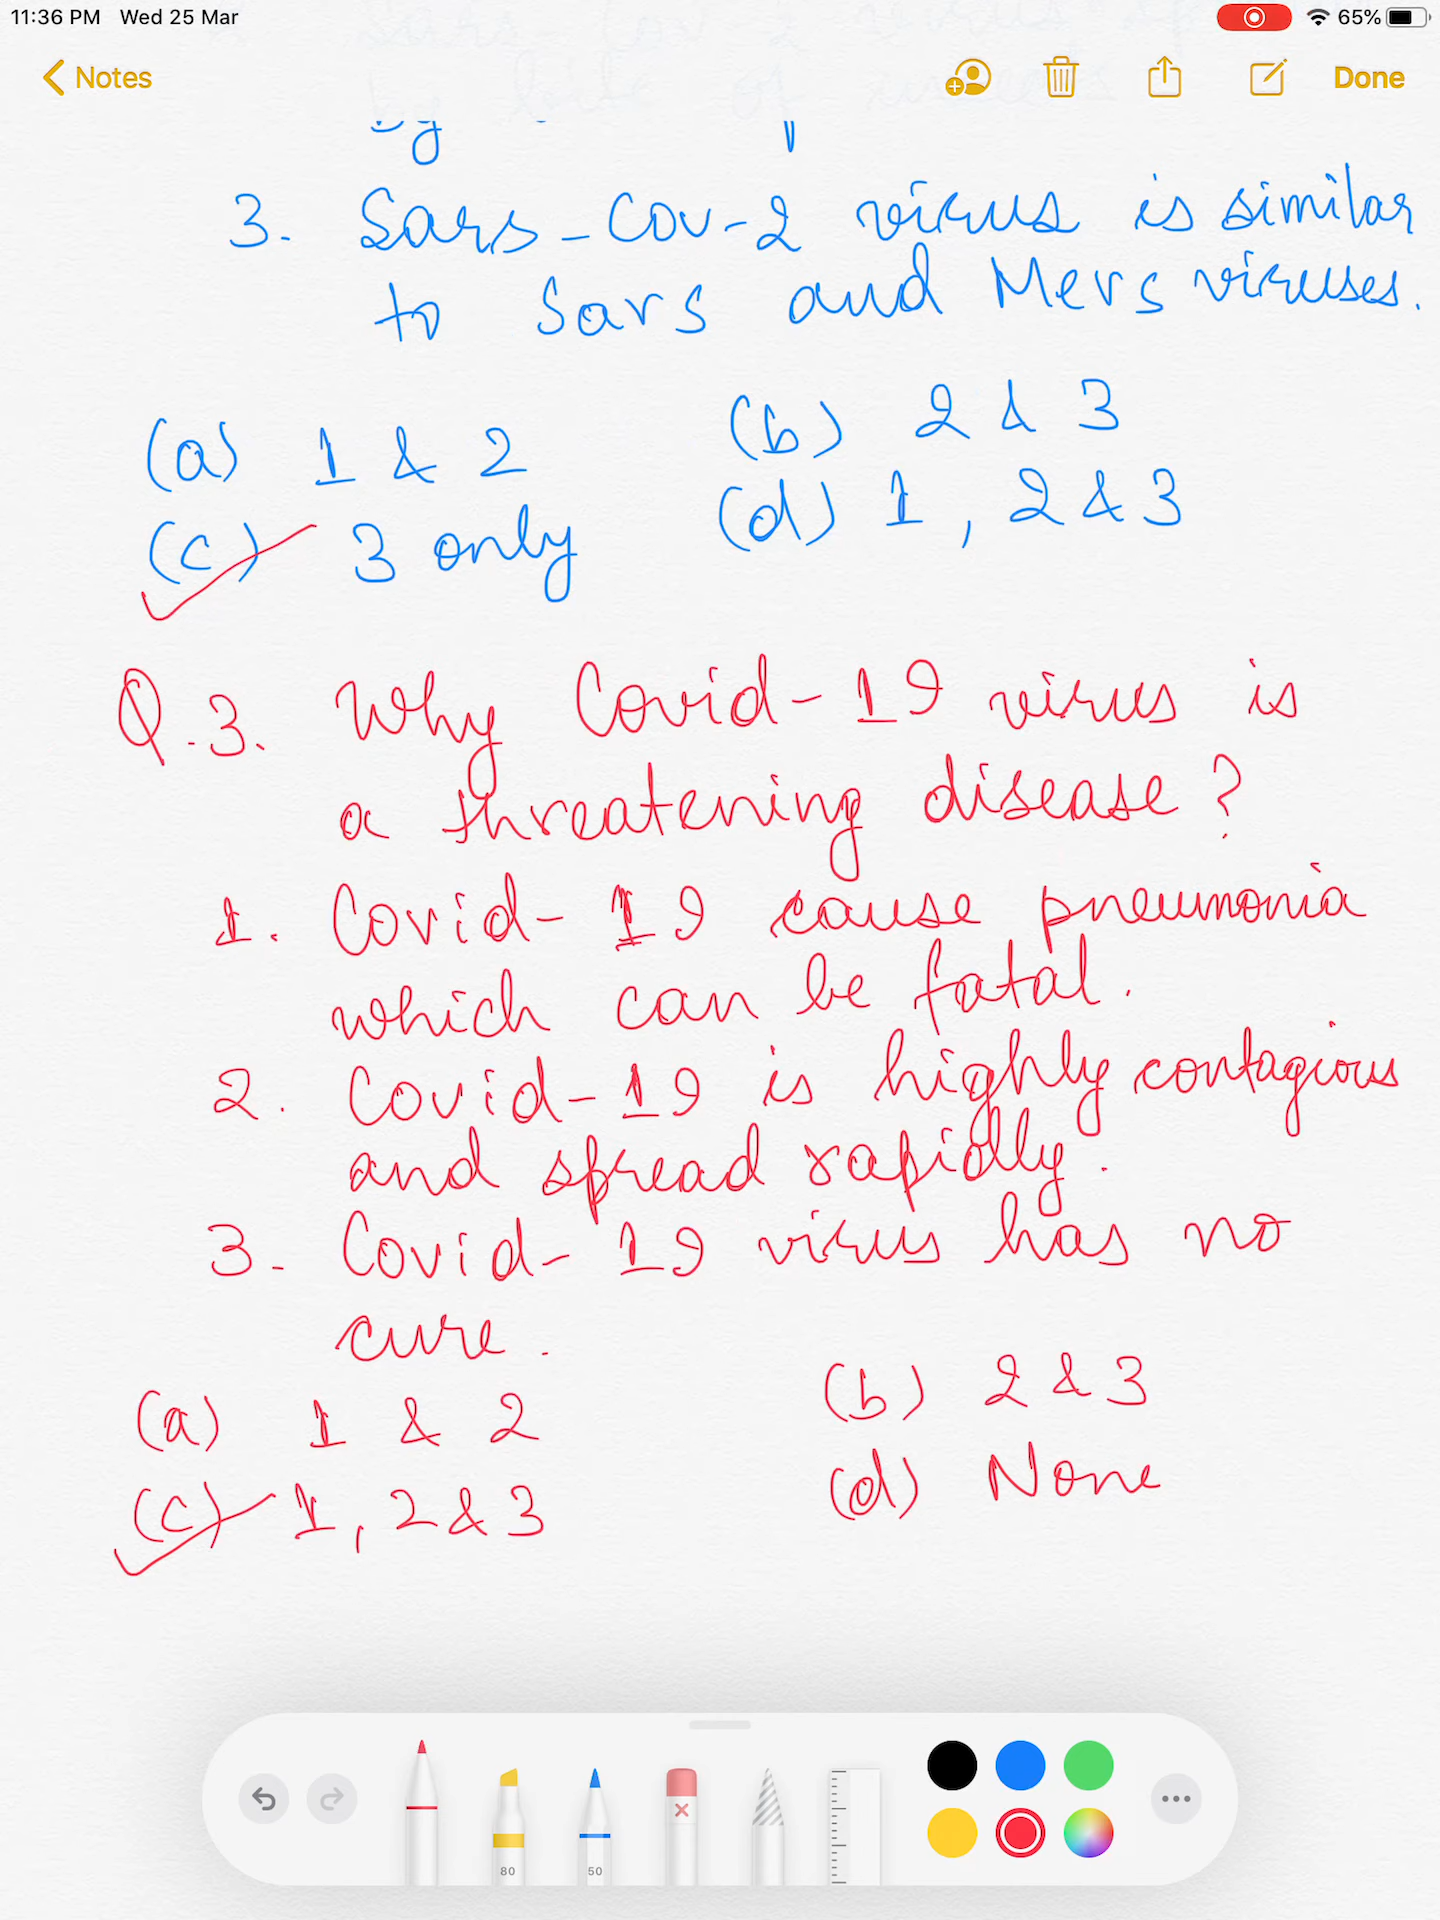 11:36 PM Wed 25 Mar 65%
Notes Done
by
3. Sars-Cov-2 virus is similar
to Sars and Mers viruses.
(a) 1 & 2 (b) 2 & 3
(c) 3 only (d) 1, 2 & 3
Q.3. Why Covid-19 virus is
a threatening disease?
1. Covid-19 cause pneumonia
which can be fatal.
2. Covid-19 is highly contagious
and spread rapidly.
3. Covid-19 virus has no
cure.
(a) 1 & 2 (b) 2 & 3
(c) 1, 2 & 3 (d) None
80 50